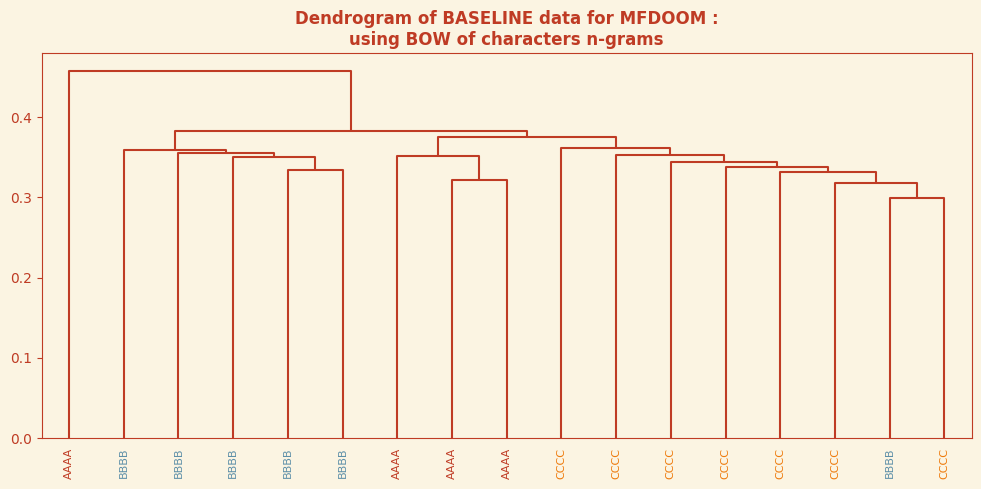 Dendrogram of BASELINE data for MFDOOM :
using BOW of characters n-grams
0.4
0.3
0.2
0.1
0.0
AAAA BBBB BBBB BBBB BBBB BBBB AAAA AAAA AAAA CCCC CCCC CCCC CCCC CCCC CCCC BBBB CCCC